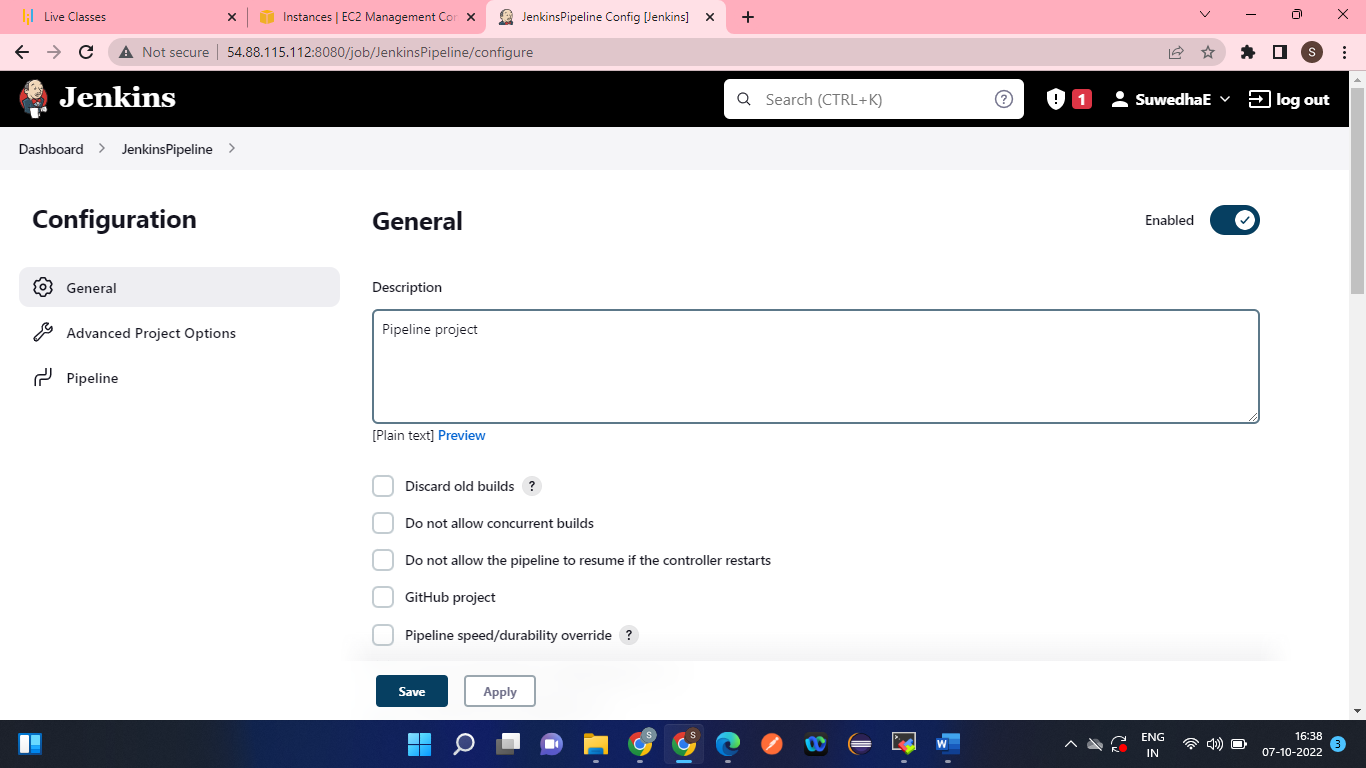 Live Classes
Instances | EC2 Management Cor
JenkinsPipeline Config [Jenkins]
Not secure
54.88.115.112:8080/job/JenkinsPipeline/configure
S
Jenkins
Search (CTRL+K)
?
1
SuwedhaE
log out
Dashboard
JenkinsPipeline
Configuration
General
Enabled
General
Advanced Project Options
Pipeline
Description
Pipeline project
[Plain text] Preview
Discard old builds ?
Do not allow concurrent builds
Do not allow the pipeline to resume if the controller restarts
GitHub project
Pipeline speed/durability override ?
Save
Apply
S
S
W
ENG
IN
16:38
07-10-2022
3